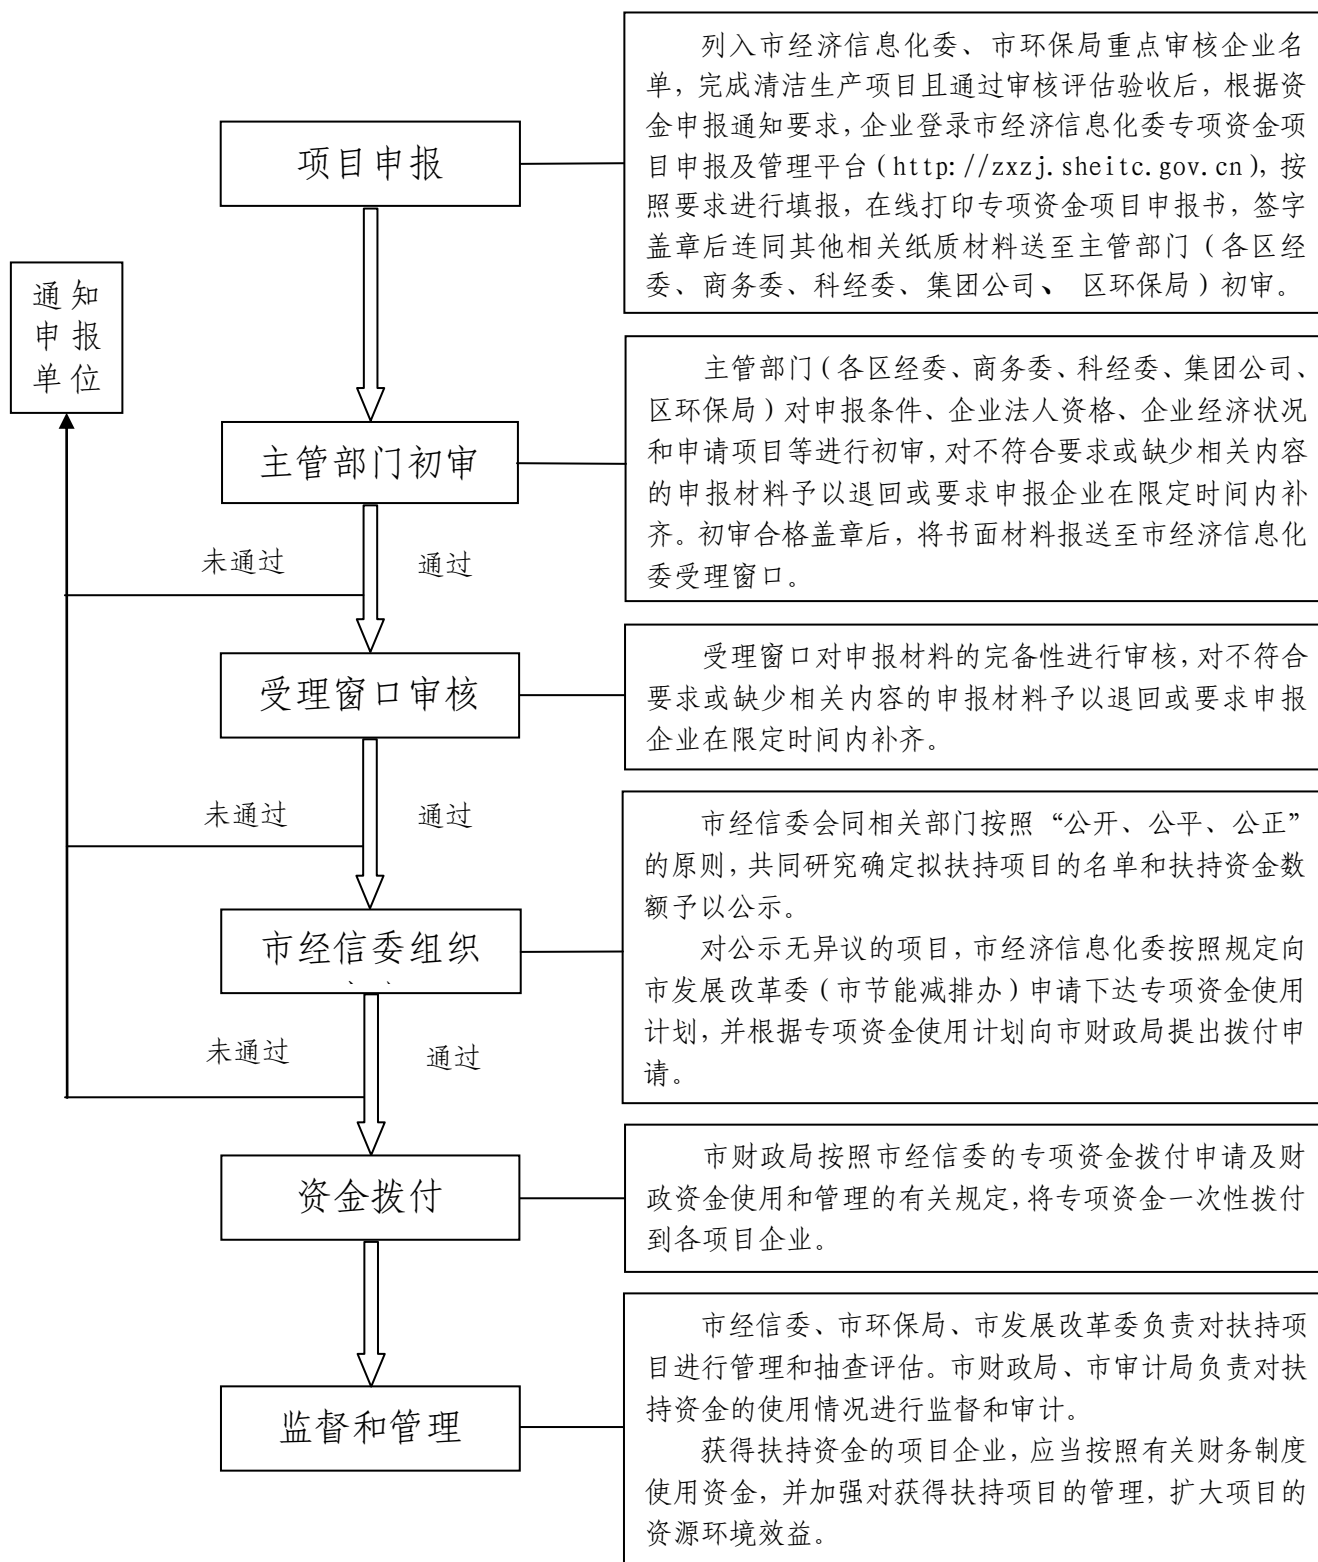 列入市经济信息化委、市环保局重点审核企业名
单，完成清洁生产项目且通过审核评估验收后，根据资
金申报通知要求，企业登录市经济信息化委专项资金项
目申报及管理平台（http://zxzj.sheitc.gov.cn），按
照要求进行填报，在线打印专项资金项目申报书，签字
盖章后连同其他相关纸质材料送至主管部门（各区经
委、商务委、科经委、集团公司、 区环保局）初审。
项目申报
通知
申报
单位
主管部门（各区经委、商务委、科经委、集团公司、
区环保局）对申报条件、企业法人资格、企业经济状况
和申请项目等进行初审，对不符合要求或缺少相关内容
的申报材料予以退回或要求申报企业在限定时间内补
齐。初审合格盖章后，将书面材料报送至市经济信息化
委受理窗口。
主管部门初审
未通过
通过
受理窗口对申报材料的完备性进行审核，对不符合
要求或缺少相关内容的申报材料予以退回或要求申报
企业在限定时间内补齐。
受理窗口审核
未通过
通过
市经信委会同相关部门按照“公开、公平、公正”
的原则，共同研究确定拟扶持项目的名单和扶持资金数
额予以公示。
对公示无异议的项目，市经济信息化委按照规定向
市发展改革委（市节能减排办）申请下达专项资金使用
计划，并根据专项资金使用计划向市财政局提出拨付申
请。
市经信委组织
未通过
通过
市财政局按照市经信委的专项资金拨付申请及财
政资金使用和管理的有关规定，将专项资金一次性拨付
到各项目企业。
资金拨付
市经信委、市环保局、市发展改革委负责对扶持项
目进行管理和抽查评估。市财政局、市审计局负责对扶
持资金的使用情况进行监督和审计。
获得扶持资金的项目企业，应当按照有关财务制度
使用资金，并加强对获得扶持项目的管理，扩大项目的
资源环境效益。
监督和管理